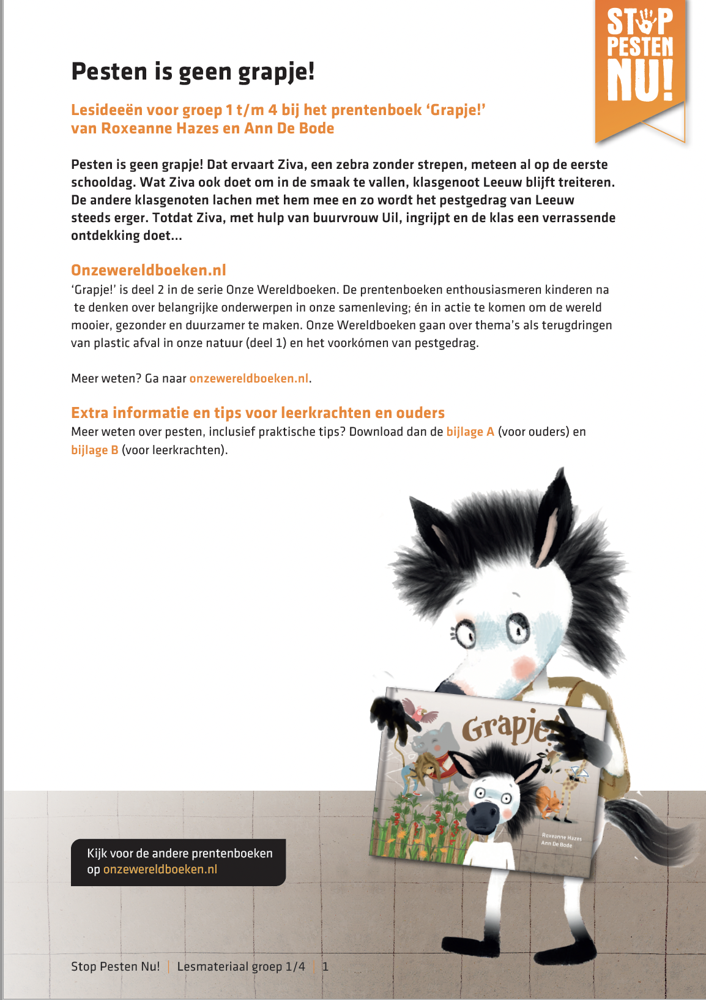 STOP
PESTEN
NU!
Pesten is geen grapje!
Lesideeën voor groep 1 t/m 4 bij het prentenboek ‘Grapje!’
van Roxeanne Hazes en Ann De Bode
Pesten is geen grapje! Dat ervaart Ziva, een zebra zonder strepen, meteen al op de eerste
schooldag. Wat Ziva ook doet om in de smaak te vallen, klasgenoot Leeuw blijft treiteren.
De andere klasgenoten lachen met hem mee en zo wordt het pestgedrag van Leeuw
steeds erger. Totdat Ziva, met hulp van buurvrouw Uil, ingrijpt en de klas een verrassende
ontdekking doet...
Onzewereldboeken.nl
‘Grapje!’ is deel 2 in de serie Onze Wereldboeken. De prentenboeken enthousiasmeren kinderen na
te denken over belangrijke onderwerpen in onze samenleving; én in actie te komen om de wereld
mooier, gezonder en duurzamer te maken. Onze Wereldboeken gaan over thema’s als terugdringen
van plastic afval in onze natuur (deel 1) en het voorkómen van pestgedrag.
Meer weten? Ga naar onzewereldboeken.nl.
Extra informatie en tips voor leerkrachten en ouders
Meer weten over pesten, inclusief praktische tips? Download dan de bijlage A (voor ouders) en
bijlage B (voor leerkrachten).
Grapje!
Roxeanne Hazes
Ann De Bode
Kijk voor de andere prentenboeken
op onzewereldboeken.nl
Stop Pesten Nu! | Lesmateriaal groep 1/4 | 1